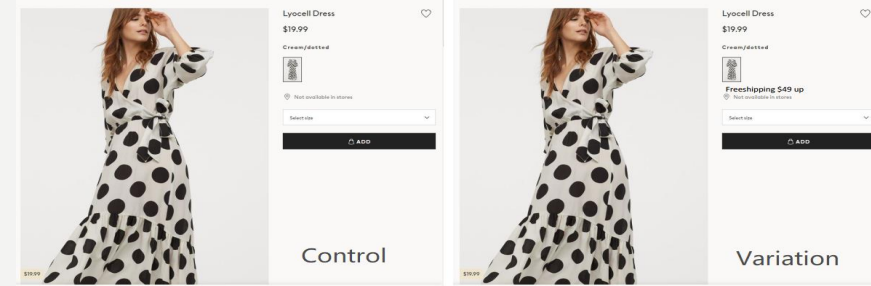 Lyocell Dress
$19.99
Cream/dotted
Not available in stores
Select size
ADD
Control
$19.99
Lyocell Dress
$19.99
Cream/dotted
Freeshipping $49 up
Not available in stores
Select size
ADD
Variation
$19.99